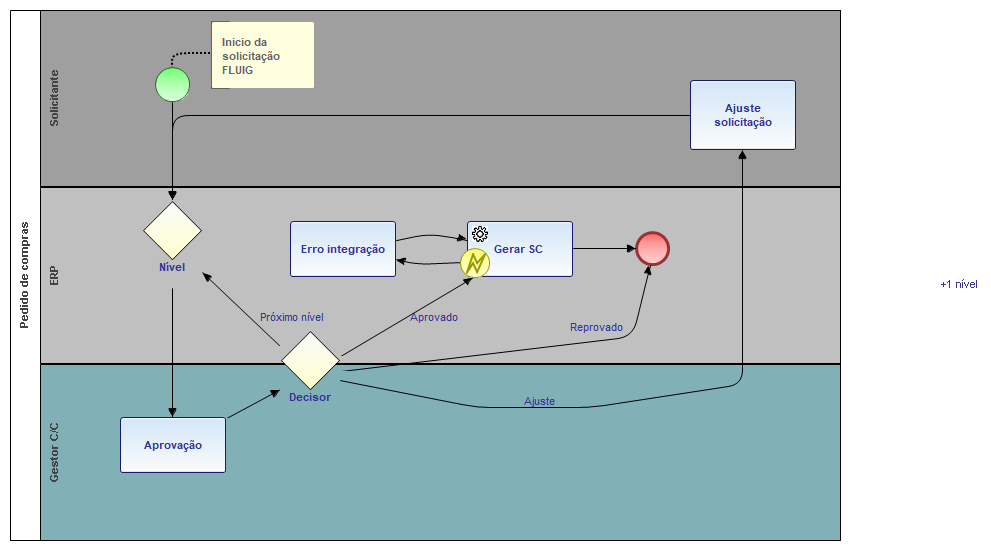 Pedido de compras
Solicitante
Inicio da
solicitação
FLUIG
Ajuste
solicitação
ERP
Nível
Erro integração
Gerar SC
+1 nível
Próximo nível
Aprovado
Reprovado
Decisor
Ajuste
Gestor C/C
Aprovação